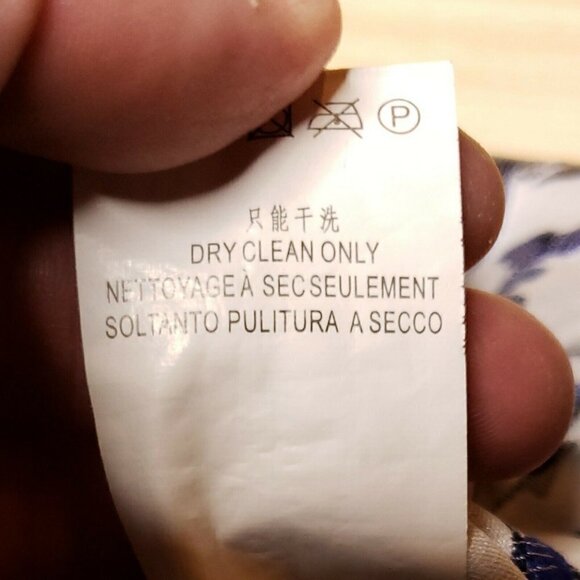 P
只能干洗
DRY CLEAN ONLY
NETTOYAGE À SEC SEULEMENT
SOLTANTO PULITURA A SECCO